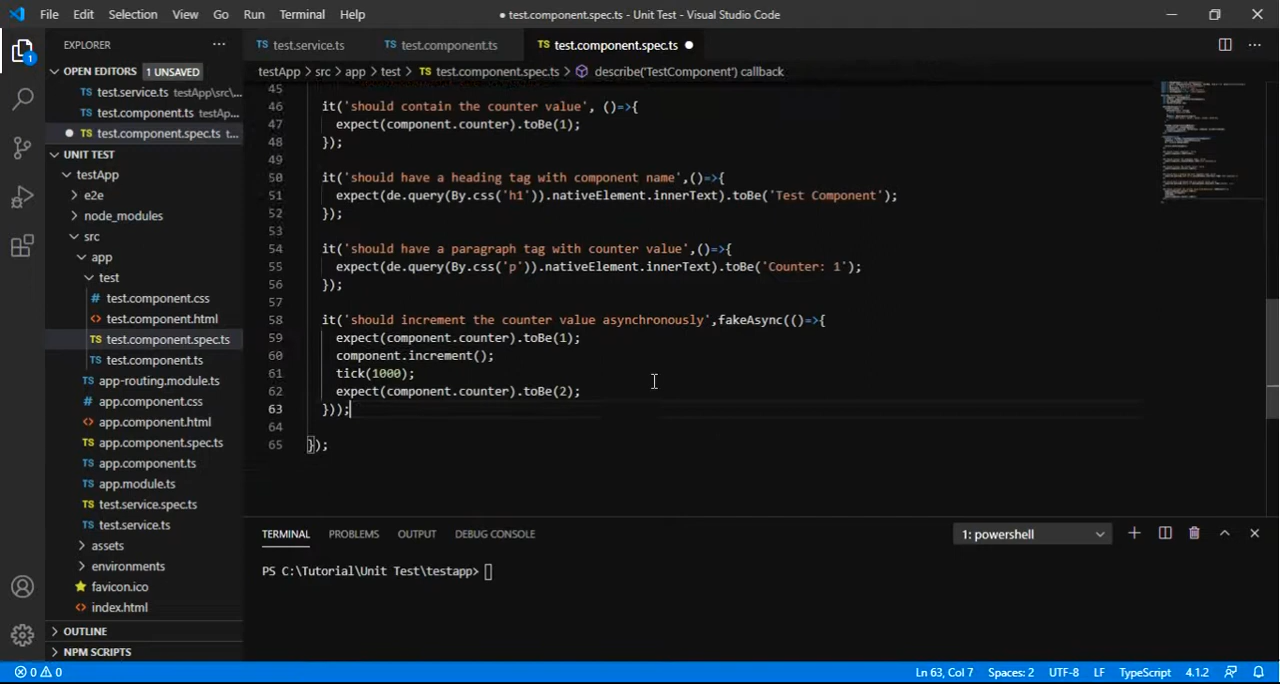 File Edit Selection View Go Run Terminal Help
● test.component.spec.ts - Unit Test - Visual Studio Code
EXPLORER ...
TS test.service.ts TS test.component.ts TS test.component.spec.ts ●
OPEN EDITORS 1 UNSAVED
TS test.service.ts testApp\src\...
TS test.component.ts testAp...
● TS test.component.spec.ts t...
UNIT TEST
testApp
e2e
node_modules
src
app
test
# test.component.css
<> test.component.html
TS test.component.spec.ts
TS test.component.ts
TS app-routing.module.ts
# app.component.css
<> app.component.html
TS app.component.spec.ts
TS app.component.ts
TS app.module.ts
TS test.service.spec.ts
TS test.service.ts
assets
environments
favicon.ico
<> index.html
OUTLINE
NPM SCRIPTS
1
testApp > src > app > test > TS test.component.spec.ts > describe('TestComponent') callback
45
46 it('should contain the counter value', ()=>{
47 expect(component.counter).toBe(1);
48 });
49
50 it('should have a heading tag with component name',()=>{
51 expect(de.query(By.css('h1')).nativeElement.innerText).toBe('Test Component');
52 });
53
54 it('should have a paragraph tag with counter value',()=>{
55 expect(de.query(By.css('p')).nativeElement.innerText).toBe('Counter: 1');
56 });
57
58 it('should increment the counter value asynchronously',fakeAsync(()=>{
59 expect(component.counter).toBe(1);
60 component.increment();
61 tick(1000);
62 expect(component.counter).toBe(2);
63 }));
64
65 });
TERMINAL PROBLEMS OUTPUT DEBUG CONSOLE 1: powershell
PS C:\Tutorial\Unit Test\testapp>
0 0 Ln 63, Col 7 Spaces: 2 UTF-8 LF TypeScript 4.1.2